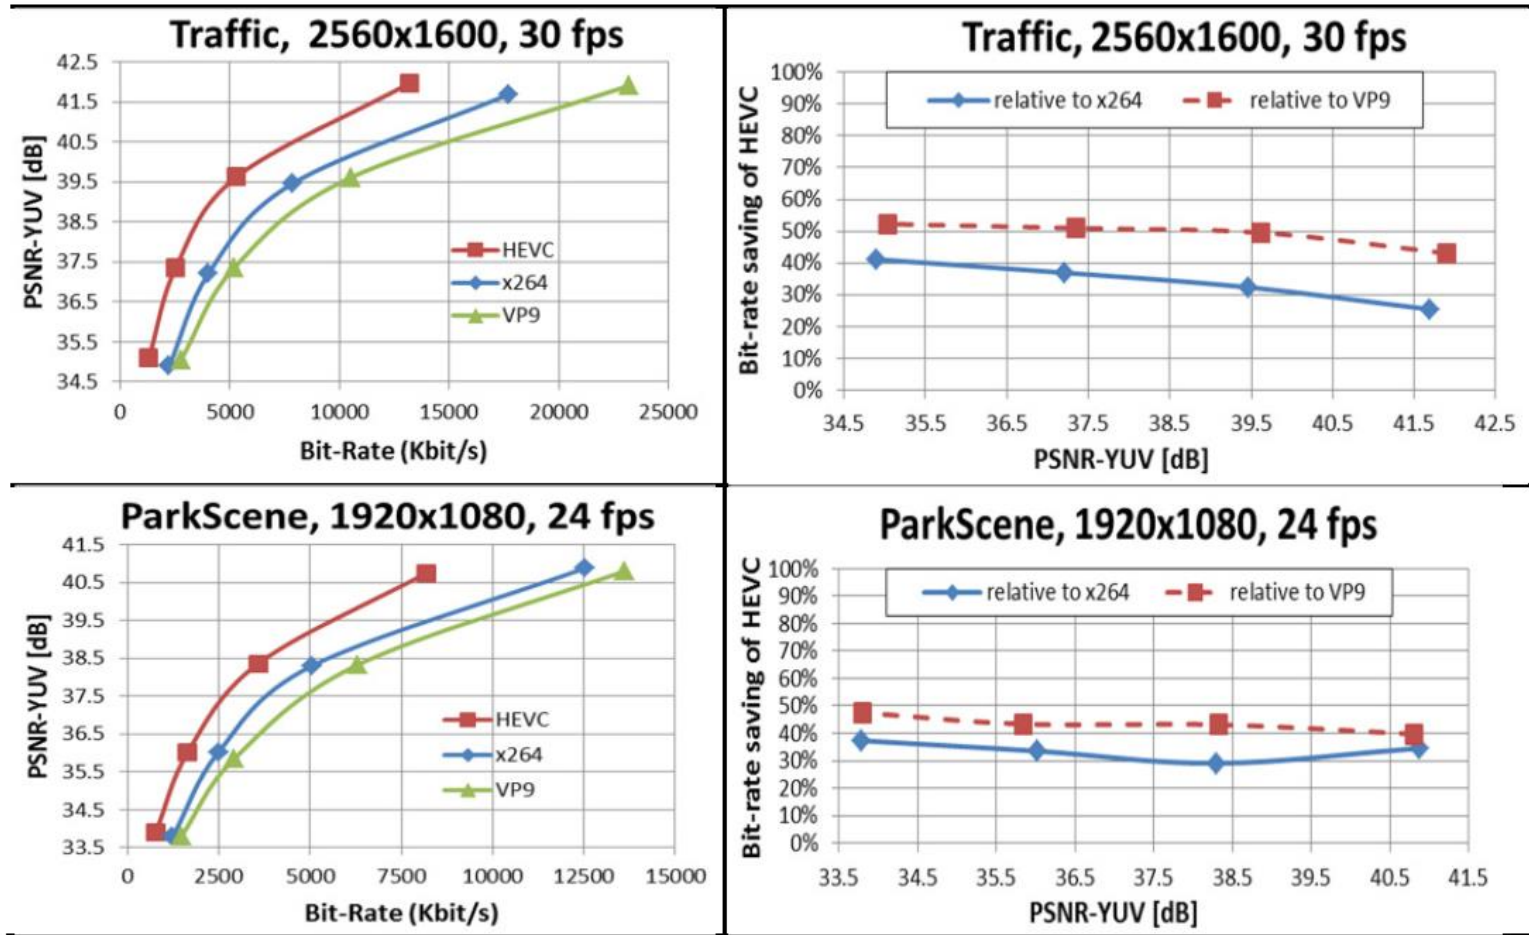 Traffic, 2560x1600, 30 fps
PSNR-YUV [dB]
42.5
41.5
40.5
39.5
38.5
37.5
36.5
35.5
34.5
HEVC
x264
VP9
0 5000 10000 15000 20000 25000
Bit-Rate (Kbit/s)
Traffic, 2560x1600, 30 fps
Bit-rate saving of HEVC
relative to x264 relative to VP9
100%
90%
80%
70%
60%
50%
40%
30%
20%
10%
0%
34.5 35.5 36.5 37.5 38.5 39.5 40.5 41.5 42.5
PSNR-YUV [dB]
ParkScene, 1920x1080, 24 fps
PSNR-YUV [dB]
41.5
40.5
39.5
38.5
37.5
36.5
35.5
34.5
33.5
HEVC
x264
VP9
0 2500 5000 7500 10000 12500 15000
Bit-Rate (Kbit/s)
ParkScene, 1920x1080, 24 fps
Bit-rate saving of HEVC
relative to x264 relative to VP9
100%
90%
80%
70%
60%
50%
40%
30%
20%
10%
0%
33.5 34.5 35.5 36.5 37.5 38.5 39.5 40.5 41.5
PSNR-YUV [dB]